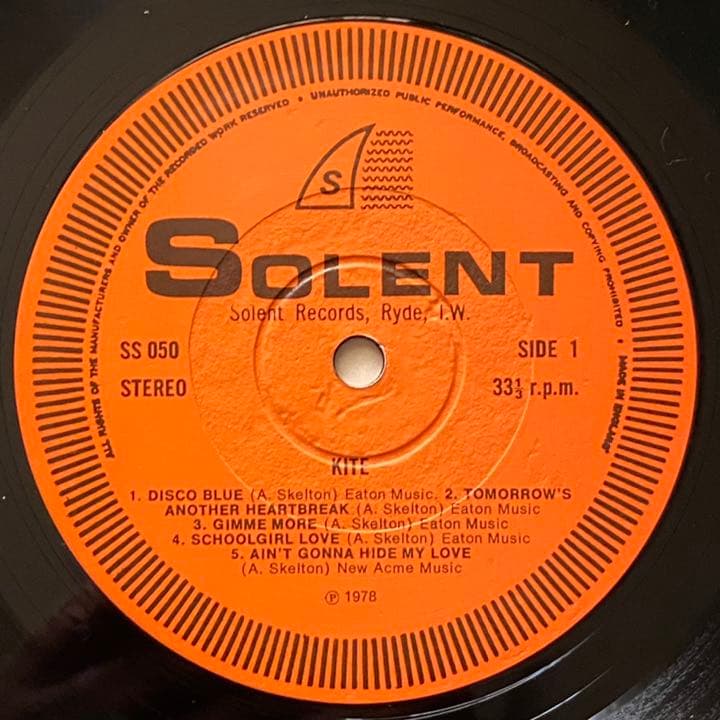 ALL RIGHTS OF THE MANUFACTURERS AND OWNER OF THE RECORDED WORK RESERVED • UNAUTHORIZED PUBLIC PERFORMANCE, BROADCASTING AND COPYING PROHIBITED • MADE IN ENGLAND
S
SOLENT
Solent Records, Ryde, I.W.
SS 050 SIDE 1
STEREO 33⅓ r.p.m.
KITE
1. DISCO BLUE (A. Skelton) Eaton Music. 2. TOMORROW'S
ANOTHER HEARTBREAK (A. Skelton) Eaton Music
3. GIMME MORE (A. Skelton) Eaton Music
4. SCHOOLGIRL LOVE (A. Skelton) Eaton Music
5. AIN'T GONNA HIDE MY LOVE
(A. Skelton) New Acme Music
℗ 1978